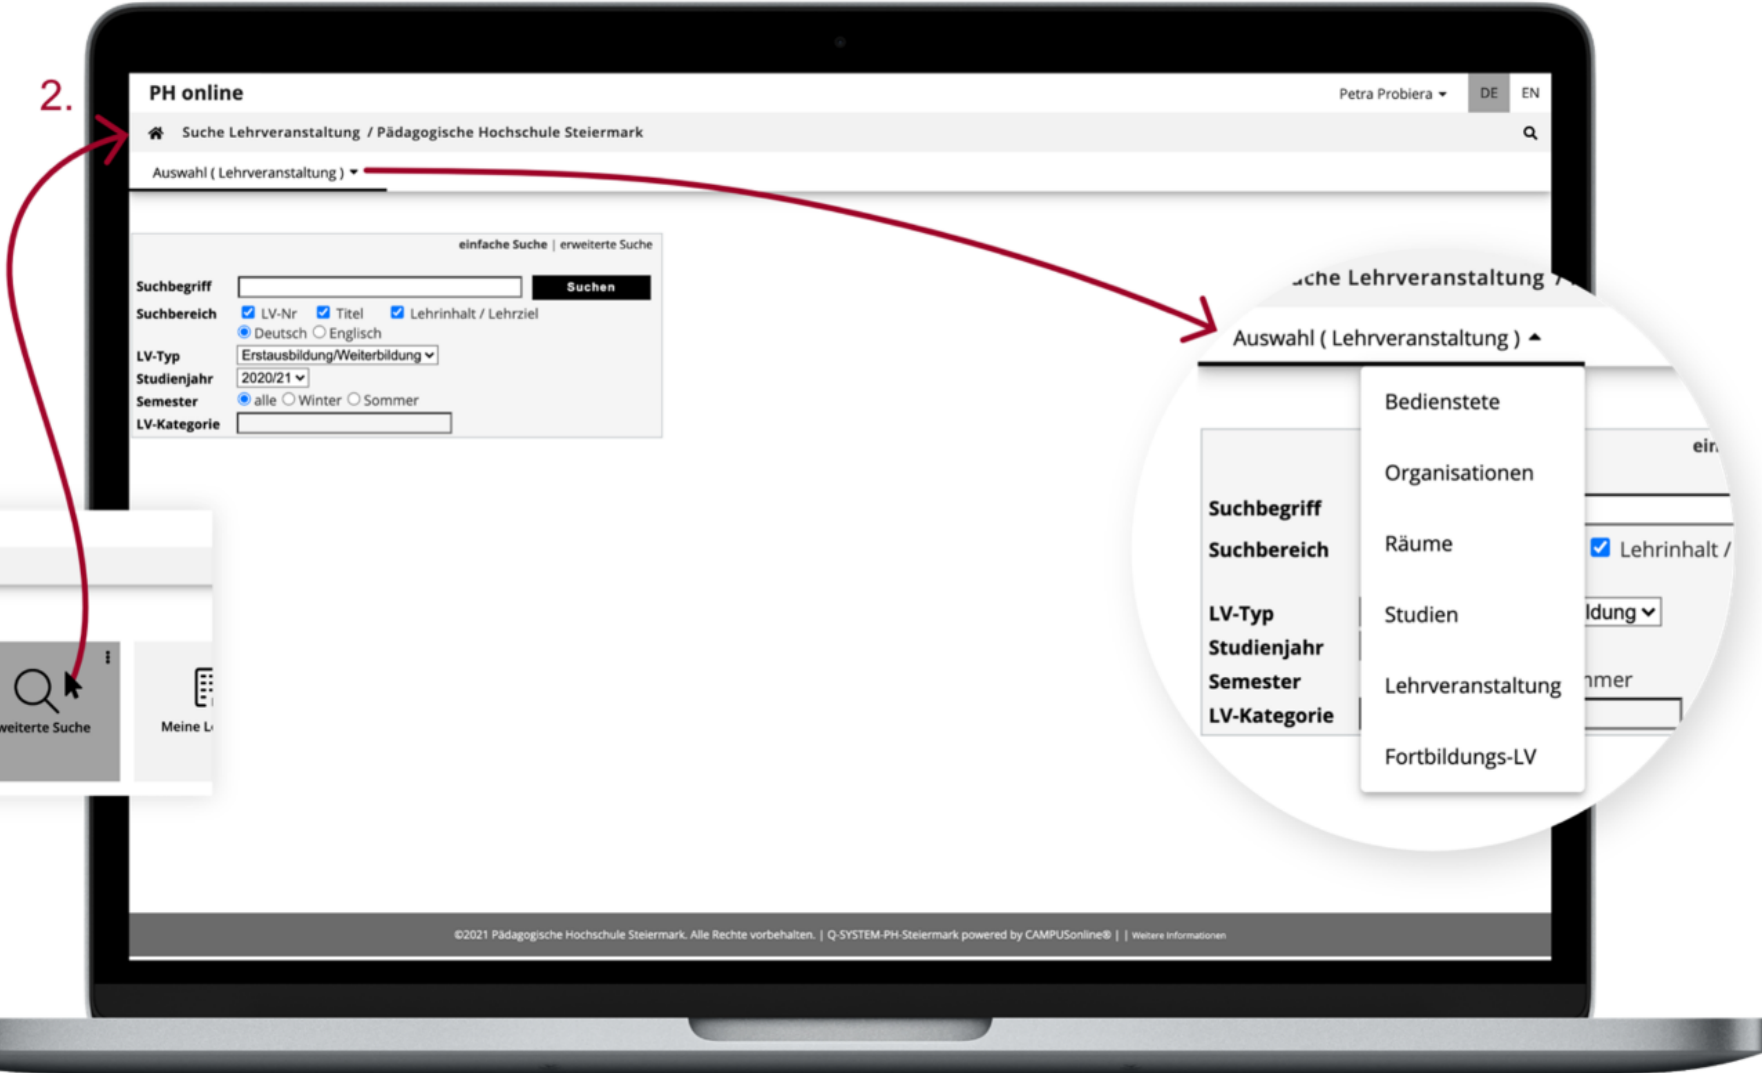 2.
PH online
Petra Probiera
DE
EN
Suche Lehrveranstaltung / Pädagogische Hochschule Steiermark
Auswahl ( Lehrveranstaltung )
einfache Suche | erweiterte Suche
Suchbegriff
Suchen
Suchbereich LV-Nr Titel Lehrinhalt / Lehrziel
Deutsch Englisch
LV-Typ Erstausbildung/Weiterbildung
Studienjahr 2020/21
Semester alle Winter Sommer
LV-Kategorie
weiterte Suche
Meine L
che Lehrveranstaltung /
Auswahl ( Lehrveranstaltung )
Bedienstete
Organisationen
Räume
Studien
Lehrveranstaltung
Fortbildungs-LV
ein
Suchbegriff
Suchbereich
Lehrinhalt /
LV-Typ
ldung
Studienjahr
Semester
mmer
LV-Kategorie
©2021 Pädagogische Hochschule Steiermark. Alle Rechte vorbehalten. | Q-SYSTEM-PH-Steiermark powered by CAMPUSonline® | | Weitere Informationen